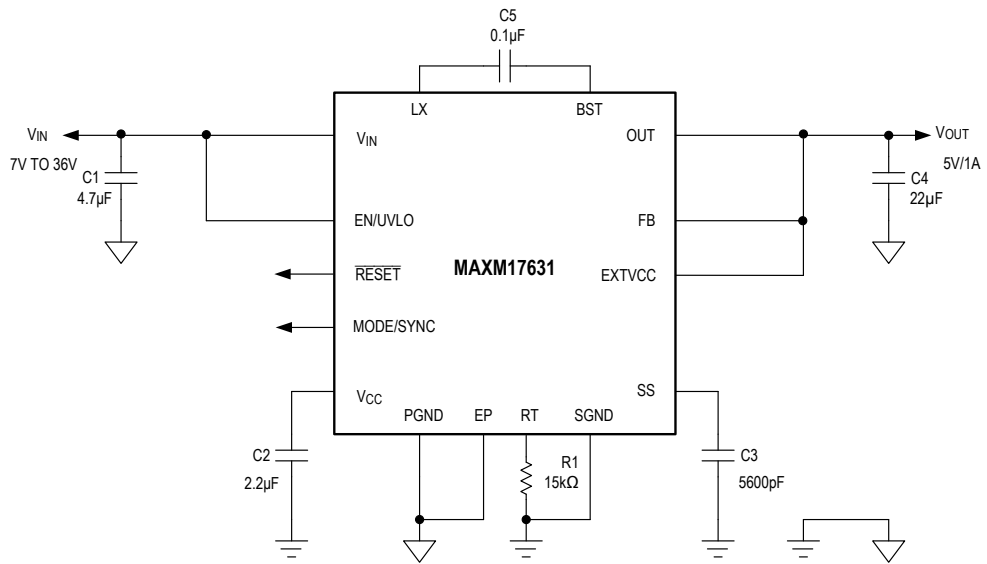 C5
0.1µF
LX
BST
VIN
7V TO 36V
C1
4.7µF
VIN
OUT
VOUT
5V/1A
C4
22µF
EN/UVLO
FB
MAXM17631
RESET
EXTVCC
MODE/SYNC
VCC
SS
PGND
EP
RT
SGND
C2
2.2µF
R1
15kΩ
C3
5600pF